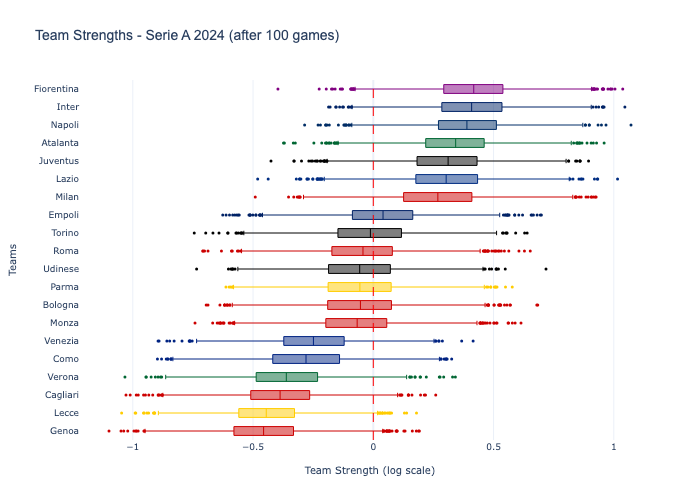 Team Strengths - Serie A 2024 (after 100 games)
Fiorentina
Inter
Napoli
Atalanta
Juventus
Lazio
Milan
Empoli
Torino
Roma
Udinese
Parma
Bologna
Monza
Venezia
Como
Verona
Cagliari
Lecce
Genoa
Teams
−1
−0.5
0
0.5
1
Team Strength (log scale)